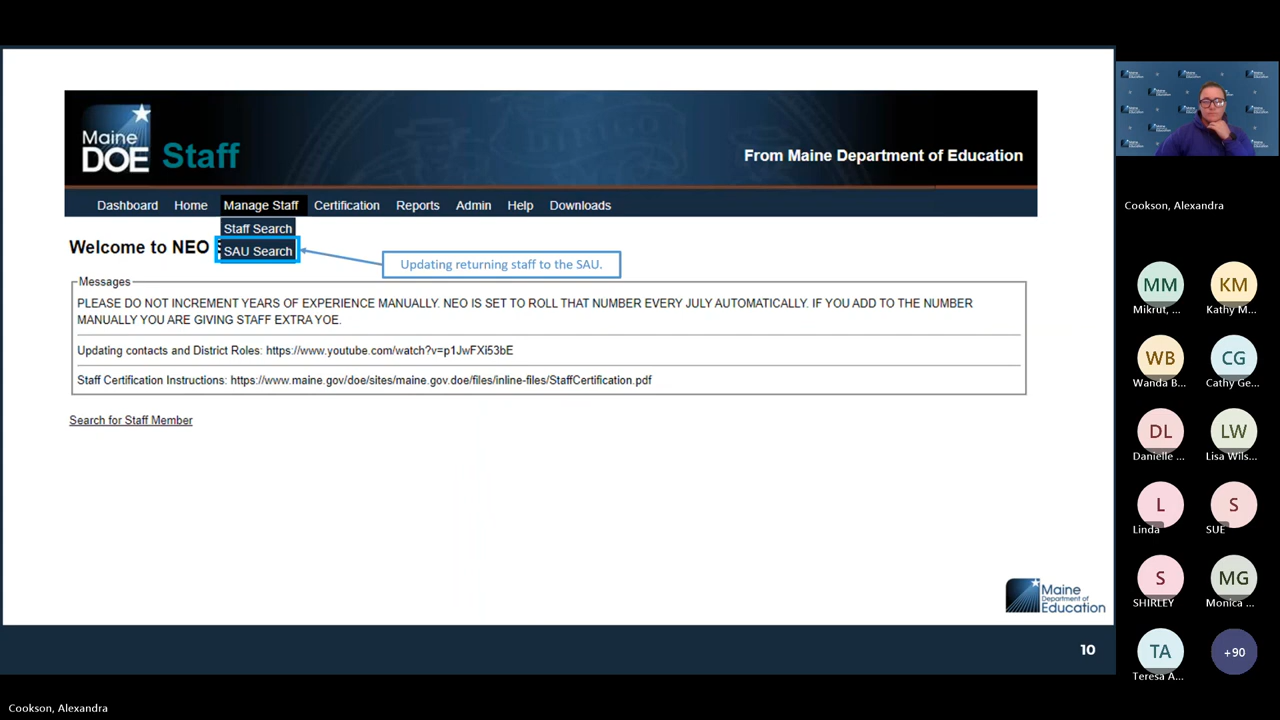 Maine
DOE Staff
From Maine Department of Education
Dashboard Home Manage Staff Certification Reports Admin Help Downloads
Staff Search
Welcome to NEO
SAU Search
Updating returning staff to the SAU.
Messages
PLEASE DO NOT INCREMENT YEARS OF EXPERIENCE MANUALLY. NEO IS SET TO ROLL THAT NUMBER EVERY JULY AUTOMATICALLY. IF YOU ADD TO THE NUMBER
MANUALLY YOU ARE GIVING STAFF EXTRA YOE.
Updating contacts and District Roles: https://www.youtube.com/watch?v=p1JwFXi53bE
Staff Certification Instructions: https://www.maine.gov/doe/sites/maine.gov.doe/files/inline-files/StaffCertification.pdf
Search for Staff Member
Maine
Department of
Education
10
Cookson, Alexandra
MM KM
Mikrut, ... Kathy M...
WB CG
Wanda B... Cathy Ge...
DL LW
Danielle ... Lisa Wils...
L S
Linda SUE
S MG
SHIRLEY Monica ...
TA +90
Teresa A...
Cookson, Alexandra